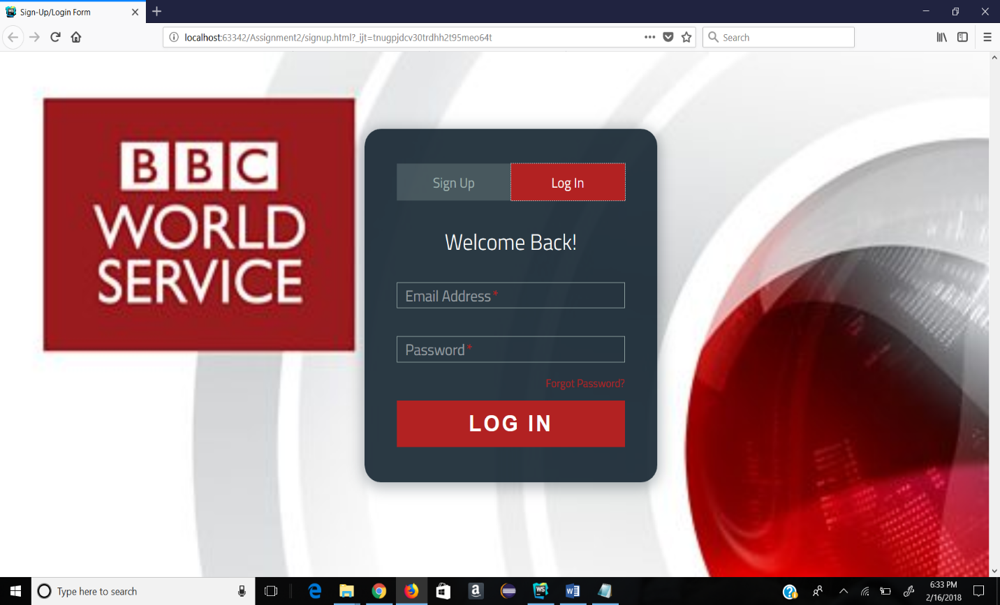 Sign-Up/Login Form
localhost:63342/Assignment2/signup.html?_ijt=tnugpjdcv30trdhh2t95meo64t
Search
BBC
WORLD
SERVICE
Sign Up
Log In
Welcome Back!
Email Address *
Password *
Forgot Password?
LOG IN
Type here to search
6:33 PM
2/16/2018